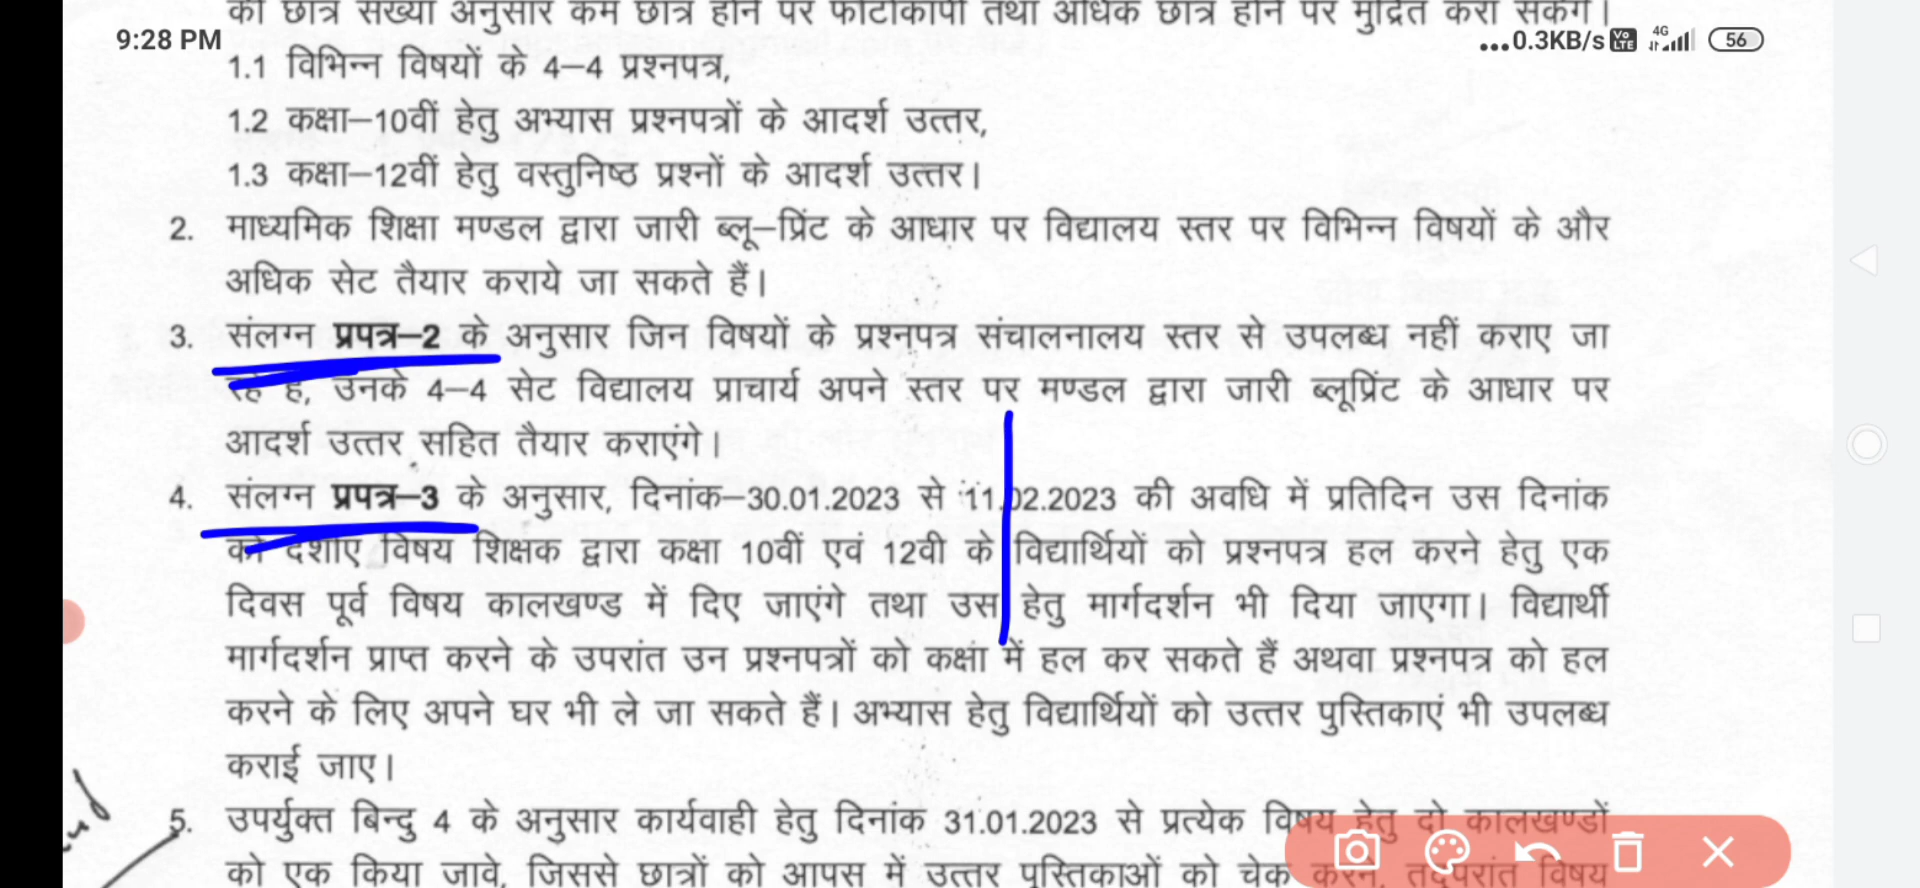 की छात्र संख्या अनुसार कम छात्र होने पर फोटोकॉपी तथा अधिक छात्र होने पर मुद्रित करा सकेंगे।
9:28 PM
...0.3KB/s Vo LTE 4G 56
1.1 विभिन्न विषयों के 4–4 प्रश्नपत्र,
1.2 कक्षा–10वीं हेतु अभ्यास प्रश्नपत्रों के आदर्श उत्तर,
1.3 कक्षा–12वीं हेतु वस्तुनिष्ठ प्रश्नों के आदर्श उत्तर।
2. माध्यमिक शिक्षा मण्डल द्वारा जारी ब्लू–प्रिंट के आधार पर विद्यालय स्तर पर विभिन्न विषयों के और
अधिक सेट तैयार कराये जा सकते हैं।
3. संलग्न प्रपत्र–2 के अनुसार जिन विषयों के प्रश्नपत्र संचालनालय स्तर से उपलब्ध नहीं कराए जा
रहे है, उनके 4–4 सेट विद्यालय प्राचार्य अपने स्तर पर मण्डल द्वारा जारी ब्लूप्रिंट के आधार पर
आदर्श उत्तर सहित तैयार कराएंगे।
4. संलग्न प्रपत्र–3 के अनुसार, दिनांक–30.01.2023 से 11.02.2023 की अवधि में प्रतिदिन उस दिनांक
को दर्शाए विषय शिक्षक द्वारा कक्षा 10वीं एवं 12वी के विद्यार्थियों को प्रश्नपत्र हल करने हेतु एक
दिवस पूर्व विषय कालखण्ड में दिए जाएंगे तथा उस हेतु मार्गदर्शन भी दिया जाएगा। विद्यार्थी
मार्गदर्शन प्राप्त करने के उपरांत उन प्रश्नपत्रों को कक्षा में हल कर सकते हैं अथवा प्रश्नपत्र को हल
करने के लिए अपने घर भी ले जा सकते हैं। अभ्यास हेतु विद्यार्थियों को उत्तर पुस्तिकाएं भी उपलब्ध
कराई जाए।
5. उपर्युक्त बिन्दु 4 के अनुसार कार्यवाही हेतु दिनांक 31.01.2023 से प्रत्येक विषय हेतु दो कालखण्डों
को एक किया जावे, जिससे छात्रों को आपस में उत्तर पुस्तिकाओं को चेक करने, तदुपरांत विषय